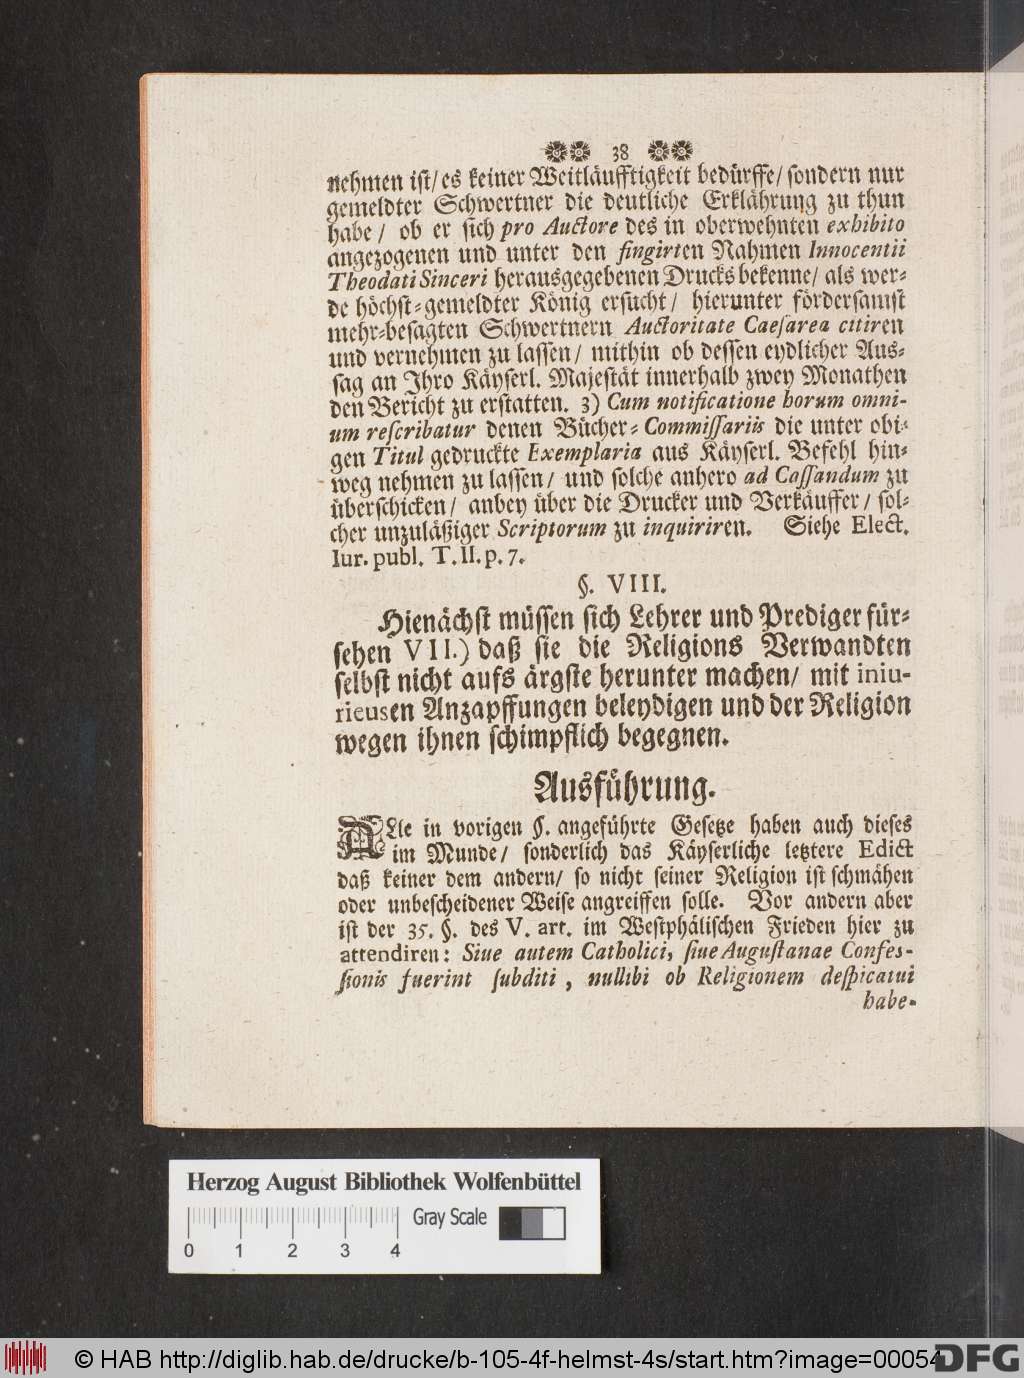 38
nehmen ist/ es keiner Weitläufftigkeit bedürffe/ sondern nur
gemeldter Schwertner die deutliche Erklährung zu thun
habe/ ob er sich pro Auctore des in oberwehnten exhibito
angezogenen und unter den fingirten Nahmen Innocentii
Theodati Sinceri herausgegebenen Drucks bekenne/ als wer-
de höchst-gemeldter König ersucht/ hierunter fördersamst
mehr-besagten Schwertnern Auctoritate Caesarea citiren
und vernehmen zu lassen/ mithin ob dessen eydlicher Aus-
sag an Ihro Käyserl. Majestät innerhalb zwey Monathen
den Bericht zu erstatten. 3) Cum notificatione horum omni-
um rescribatur denen Bücher-Commissariis die unter obi-
gen Titul gedruckte Exemplaria aus Käyserl. Befehl hin-
weg nehmen zu lassen/ und solche anhero ad Cassandum zu
überschicken/ anbey über die Drucker und Verkäuffer/ sol-
cher unzuläßiger Scriptorum zu inquiriren. Siehe Elect.
Iur. publ. T. II. p. 7.
§. VIII.
Hienächst müssen sich Lehrer und Prediger für-
sehen VII.) daß sie die Religions Verwandten
selbst nicht aufs ärgste herunter machen/ mit iniu-
rieusen Anzapffungen beleydigen und der Religion
wegen ihnen schimpflich begegnen.
Ausführung.
ALle in vorigen §. angeführte Gesetze haben auch dieses
im Munde/ sonderlich das Käyserliche letztere Edict
daß keiner dem andern/ so nicht seiner Religion ist schmähen
oder unbescheidener Weise angreiffen solle. Vor andern aber
ist der 35. §. des V. art. im Westphälischen Frieden hier zu
attendiren: Siue autem Catholici, siue Augustanae Confes-
sionis fuerint subditi, nullibi ob Religionem despicatui
habe-
Herzog August Bibliothek Wolfenbüttel
Gray Scale
0 1 2 3 4
© HAB http://diglib.hab.de/drucke/b-105-4f-helmst-4s/start.htm?image=00054
DFG